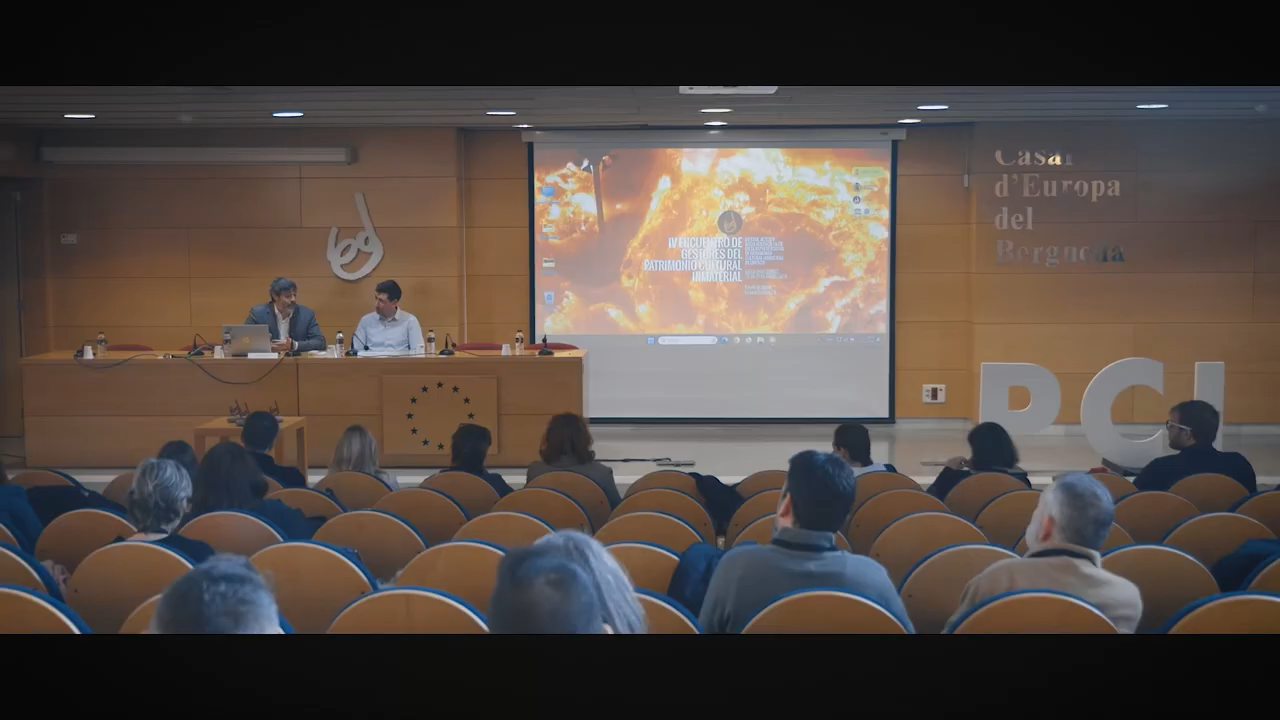 IV ENCUENTRO DE
GESTORES DEL
PATRIMONIO CULTURAL
INMATERIAL
Casal
d'Europa
del
Berguedà
PCI